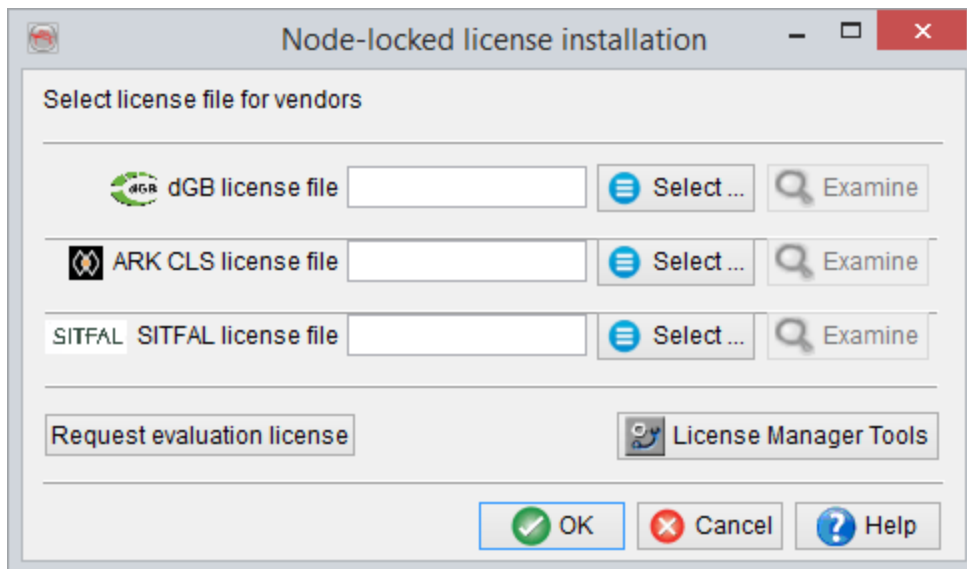 Node-locked license installation
Select license file for vendors
dGB dGB license file Select ... Examine
ARK CLS license file Select ... Examine
SITFAL SITFAL license file Select ... Examine
Request evaluation license License Manager Tools
OK Cancel Help